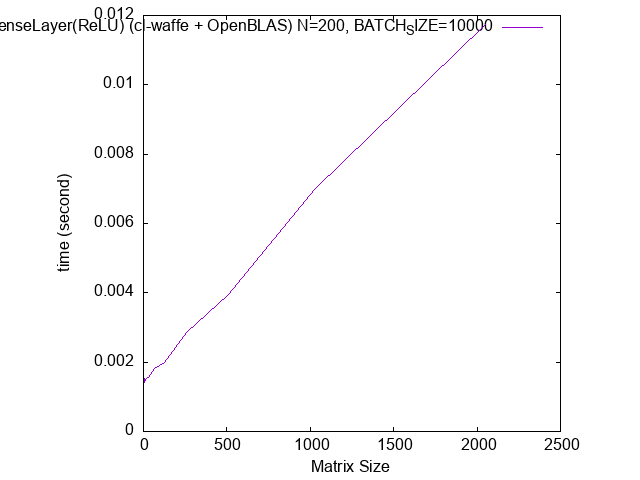 0.012
enseLayer(ReLU) (cl-waffe + OpenBLAS) N=200, BATCHSIZE=10000
0.01
0.008
0.006
0.004
0.002
0
time (second)
0 500 1000 1500 2000 2500
Matrix Size